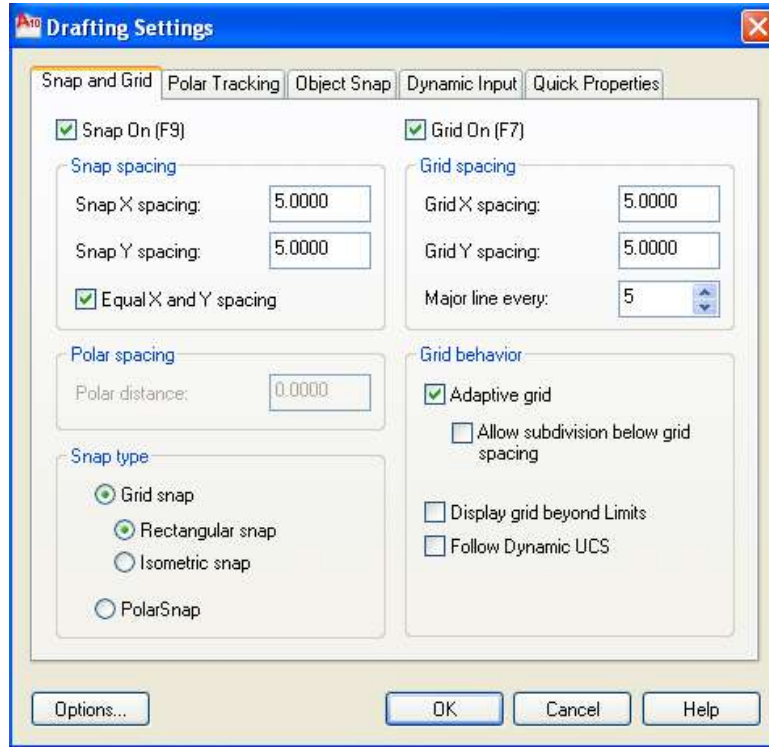 A10 Drafting Settings
Snap and Grid Polar Tracking Object Snap Dynamic Input Quick Properties
Snap On (F9)
Snap spacing
Snap X spacing: 5.0000
Snap Y spacing: 5.0000
Equal X and Y spacing
Polar spacing
Polar distance: 0.0000
Snap type
Grid snap
Rectangular snap
Isometric snap
PolarSnap
Grid On (F7)
Grid spacing
Grid X spacing: 5.0000
Grid Y spacing: 5.0000
Major line every: 5
Grid behavior
Adaptive grid
Allow subdivision below grid
spacing
Display grid beyond Limits
Follow Dynamic UCS
Options... OK Cancel Help